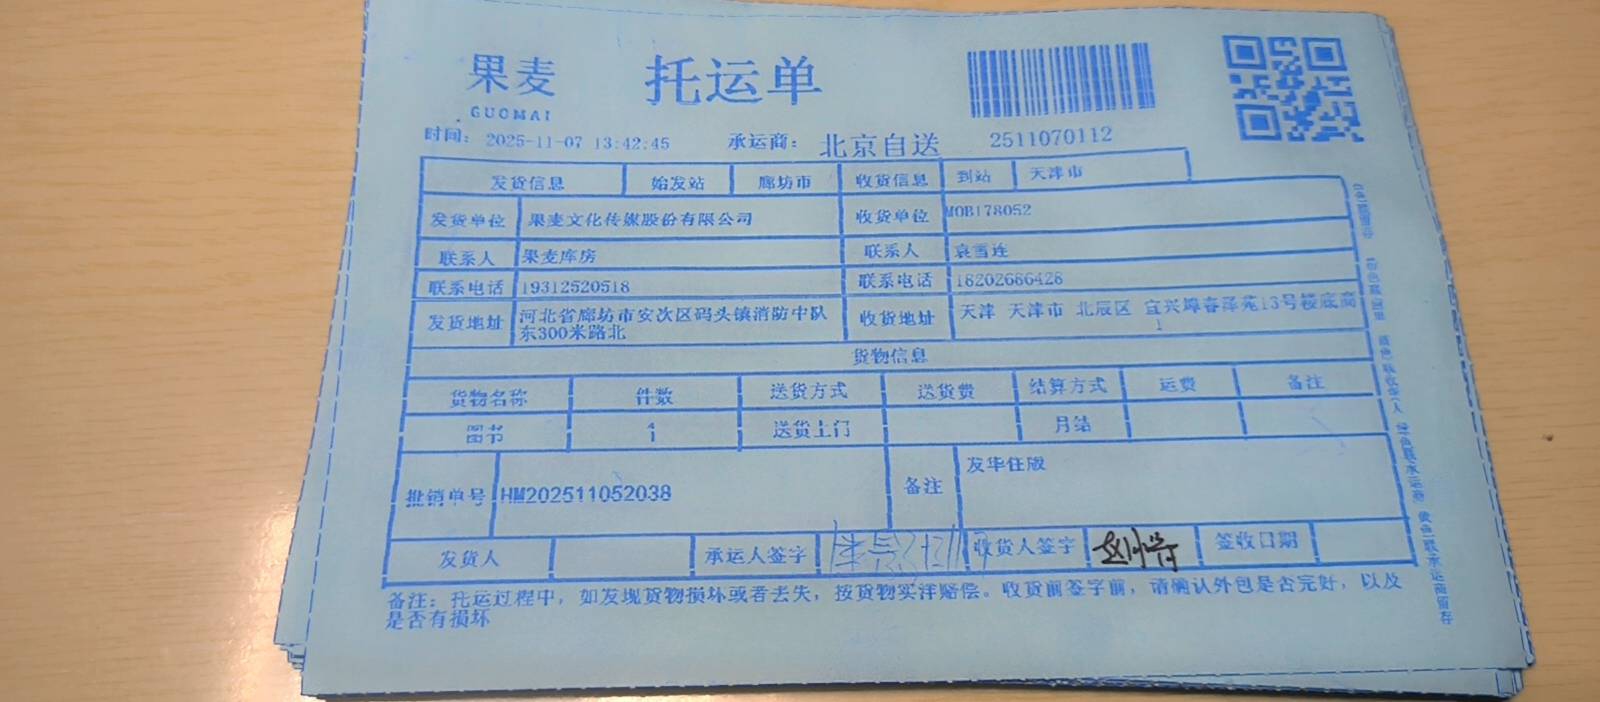 果麦 托运单
GUOMAI
时间: 2025-11-07 13:42:45 承运商: 北京自送 2511070112
发货信息 始发站 廊坊市 收货信息 到站 天津市
发货单位 果麦文化传媒股份有限公司 收货单位 MOB178052
联系人 果麦库房 联系人 袁雪连
联系电话 19312520518 联系电话 18202686428
发货地址 河北省廊坊市安次区码头镇消防中队 收货地址 天津 天津市 北辰区 宜兴埠春泽苑13号楼底商
东300米路北 1
货物信息
货物名称 件数 送货方式 送货费 结算方式 运费 备注
图书 1 送货上门 月结
批销单号 HM202511052038 备注 发华住版
发货人 承运人签字 收货人签字 签收日期
备注: 托运过程中, 如发现货物损坏或者丢失, 按货物实洋赔偿。收货前签字前, 请确认外包是否完好, 以及
是否有损坏